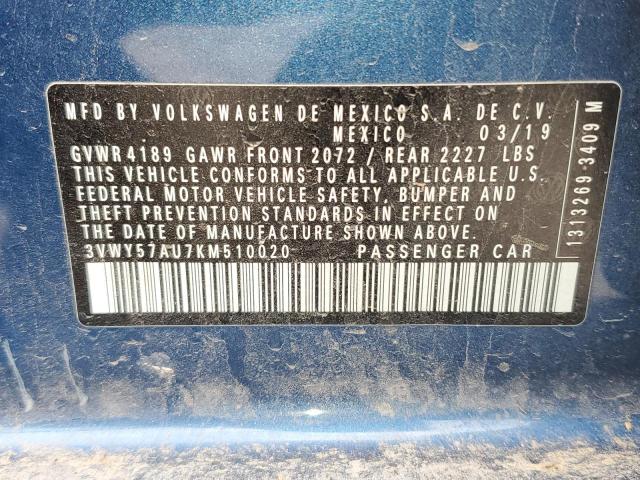 MFD BY VOLKSWAGEN DE MEXICO S.A. DE C.V.
MEXICO 03/19
GVWR 4189 GAWR FRONT 2072 / REAR 2227 LBS
THIS VEHICLE CONFORMS TO ALL APPLICABLE U.S.
FEDERAL MOTOR VEHICLE SAFETY, BUMPER AND
THEFT PREVENTION STANDARDS IN EFFECT ON
THE DATE OF MANUFACTURE SHOWN ABOVE.
3VWY57AU7KM510020 PASSENGER CAR
1313269-3409 M